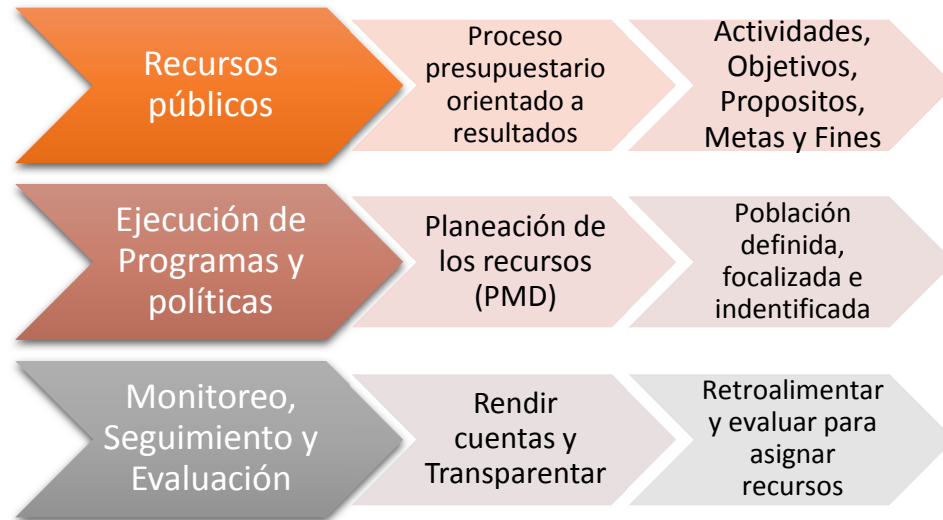 Recursos
públicos
Proceso
presupuestario
orientado a
resultados
Actividades,
Objetivos,
Propositos,
Metas y Fines
Ejecución de
Programas y
políticas
Planeación de
los recursos
(PMD)
Población
definida,
focalizada e
indentificada
Monitoreo,
Seguimiento y
Evaluación
Rendir
cuentas y
Transparentar
Retroalimentar
y evaluar para
asignar
recursos